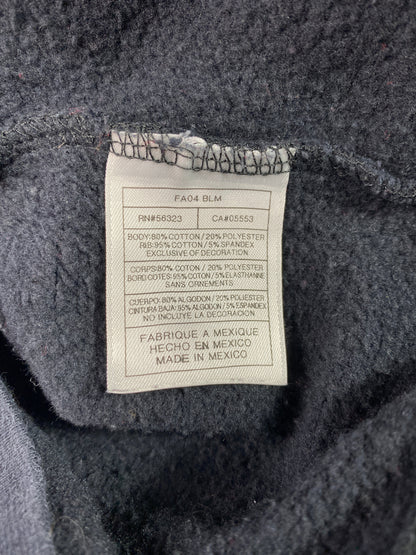 FA04 BLM
RN#56323 CA#05553
BODY:80% COTTON / 20% POLYESTER
RIB:95% COTTON / 5% SPANDEX
EXCLUSIVE OF DECORATION
CORPS:80% COTON / 20% POLYESTER
BORD COTES:95% COTON / 5% ELASTHANNE
SANS ORNEMENTS
CUERPO:80% ALGODON / 20% POLIESTER
CINTURA BAJA:95% ALGODON / 5% ESPANDEX
NO INCLUYE LA DECORACION
FABRIQUE A MEXIQUE
HECHO EN MEXICO
MADE IN MEXICO